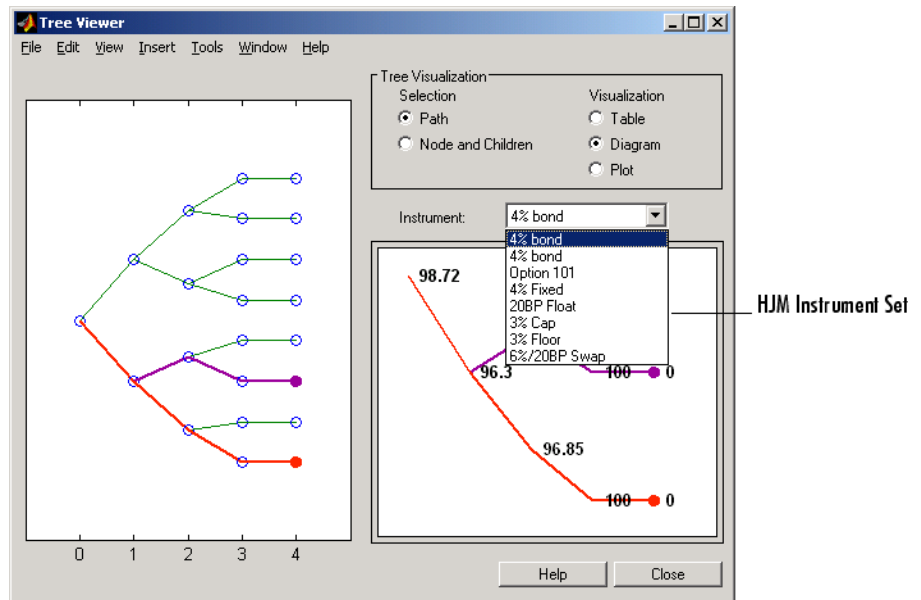 Tree Viewer
File Edit View Insert Tools Window Help
Tree Visualization
Selection
Visualization
Path
Table
Node and Children
Diagram
Plot
Instrument:
4% bond
4% bond
4% bond
Option 101
4% Fixed
20BP Float
3% Cap
3% Floor
6%/20BP Swap
HJM Instrument Set
98.72
96.3
100
0
96.85
100
0
0 1 2 3 4
Help
Close